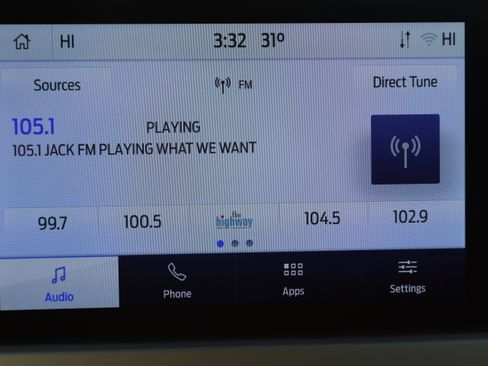 HI 3:32 31° HI
Sources FM Direct Tune
105.1 PLAYING
105.1 JACK FM PLAYING WHAT WE WANT
99.7 100.5 the highway 104.5 102.9
Audio Phone Apps Settings